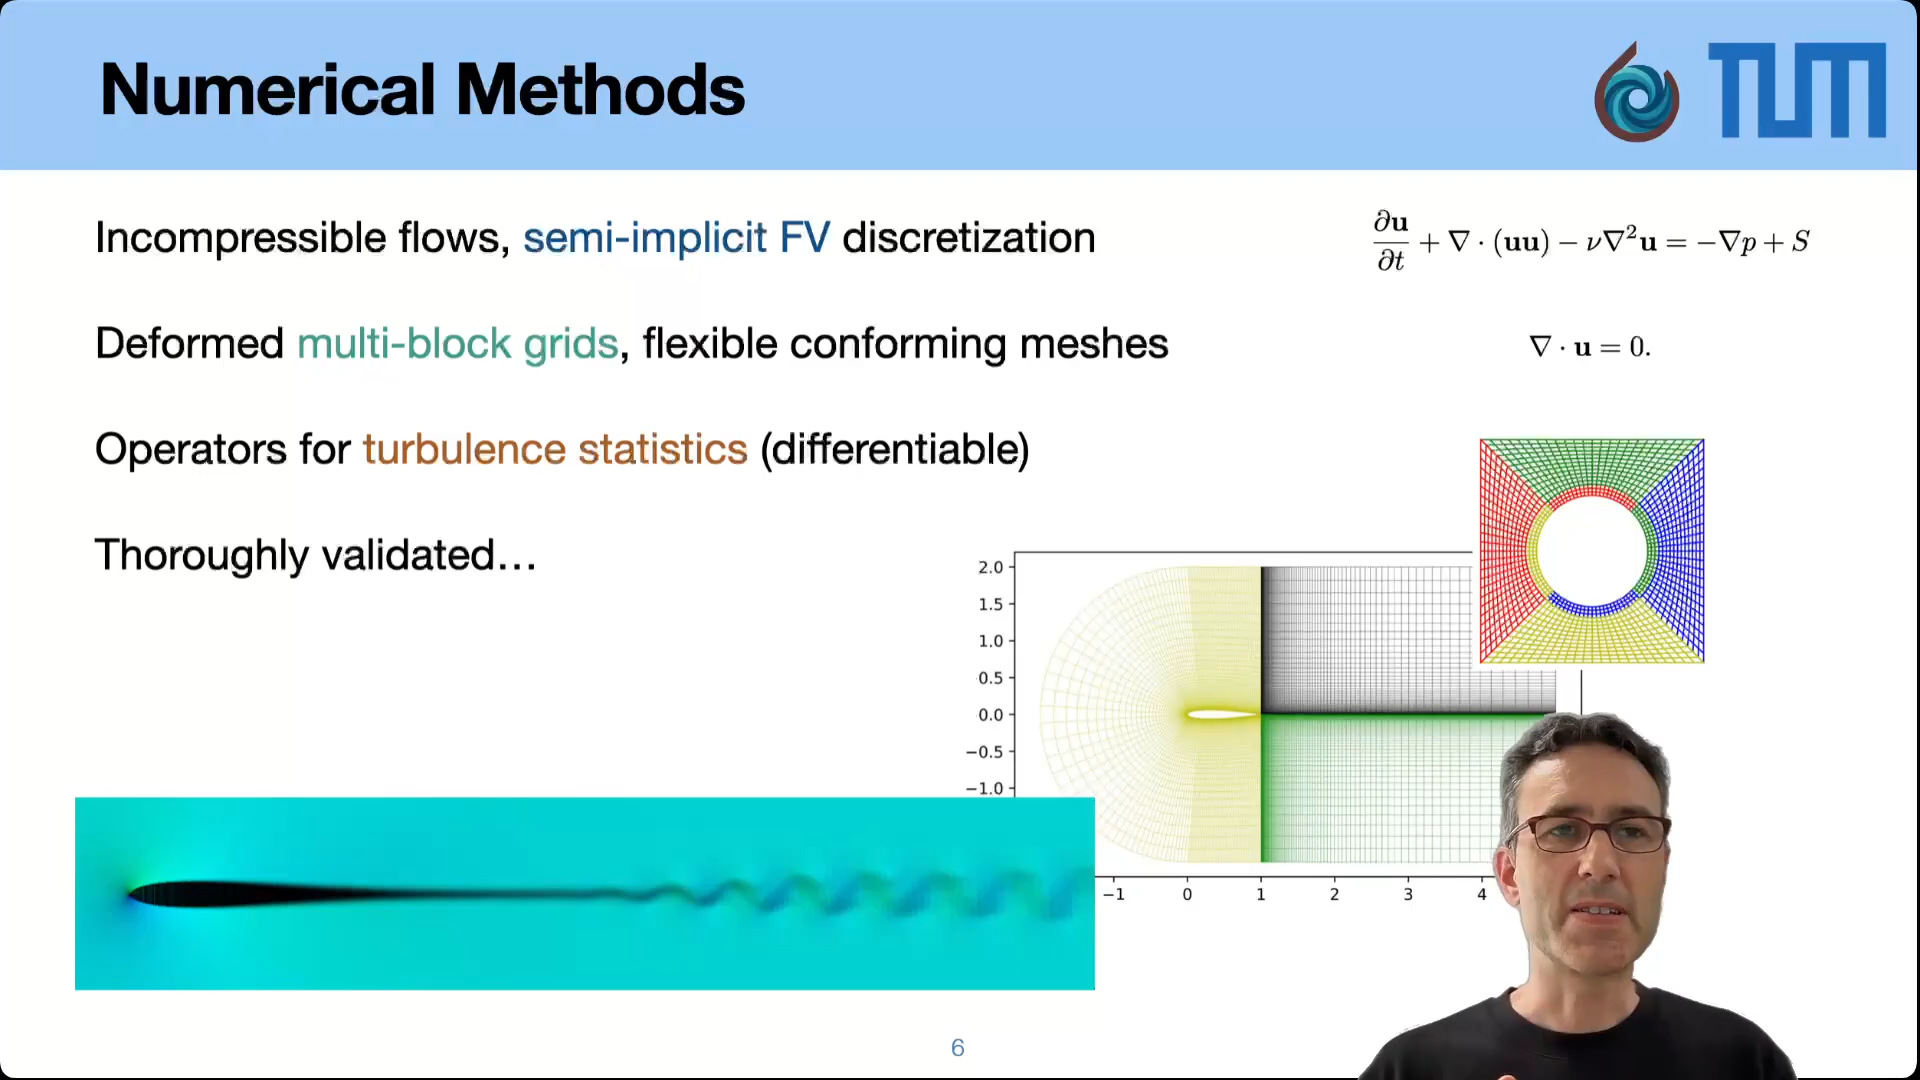 Numerical Methods
TUM
Incompressible flows, semi-implicit FV discretization
∂u/∂t + ∇ · (uu) − ν∇²u = −∇p + S
Deformed multi-block grids, flexible conforming meshes
∇ · u = 0.
Operators for turbulence statistics (differentiable)
Thoroughly validated…
2.0
1.5
1.0
0.5
0.0
−0.5
−1.0
−1 0 1 2 3 4
6